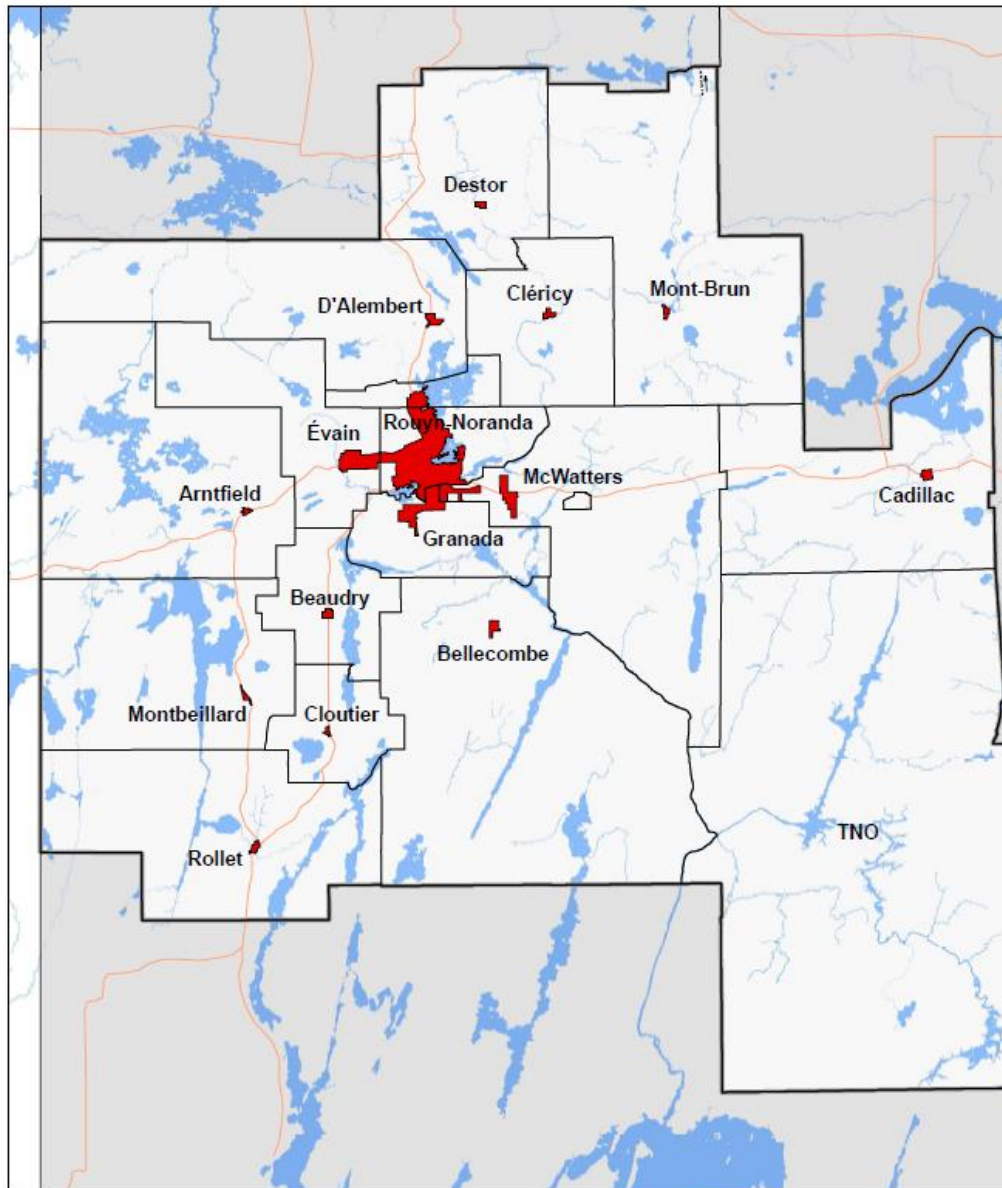 Destor
D'Alembert
Cléricy
Mont-Brun
Rouyn-Noranda
Évain
McWatters
Arntfield
Cadillac
Granada
Beaudry
Bellecombe
Montbeillard
Cloutier
TNO
Rollet